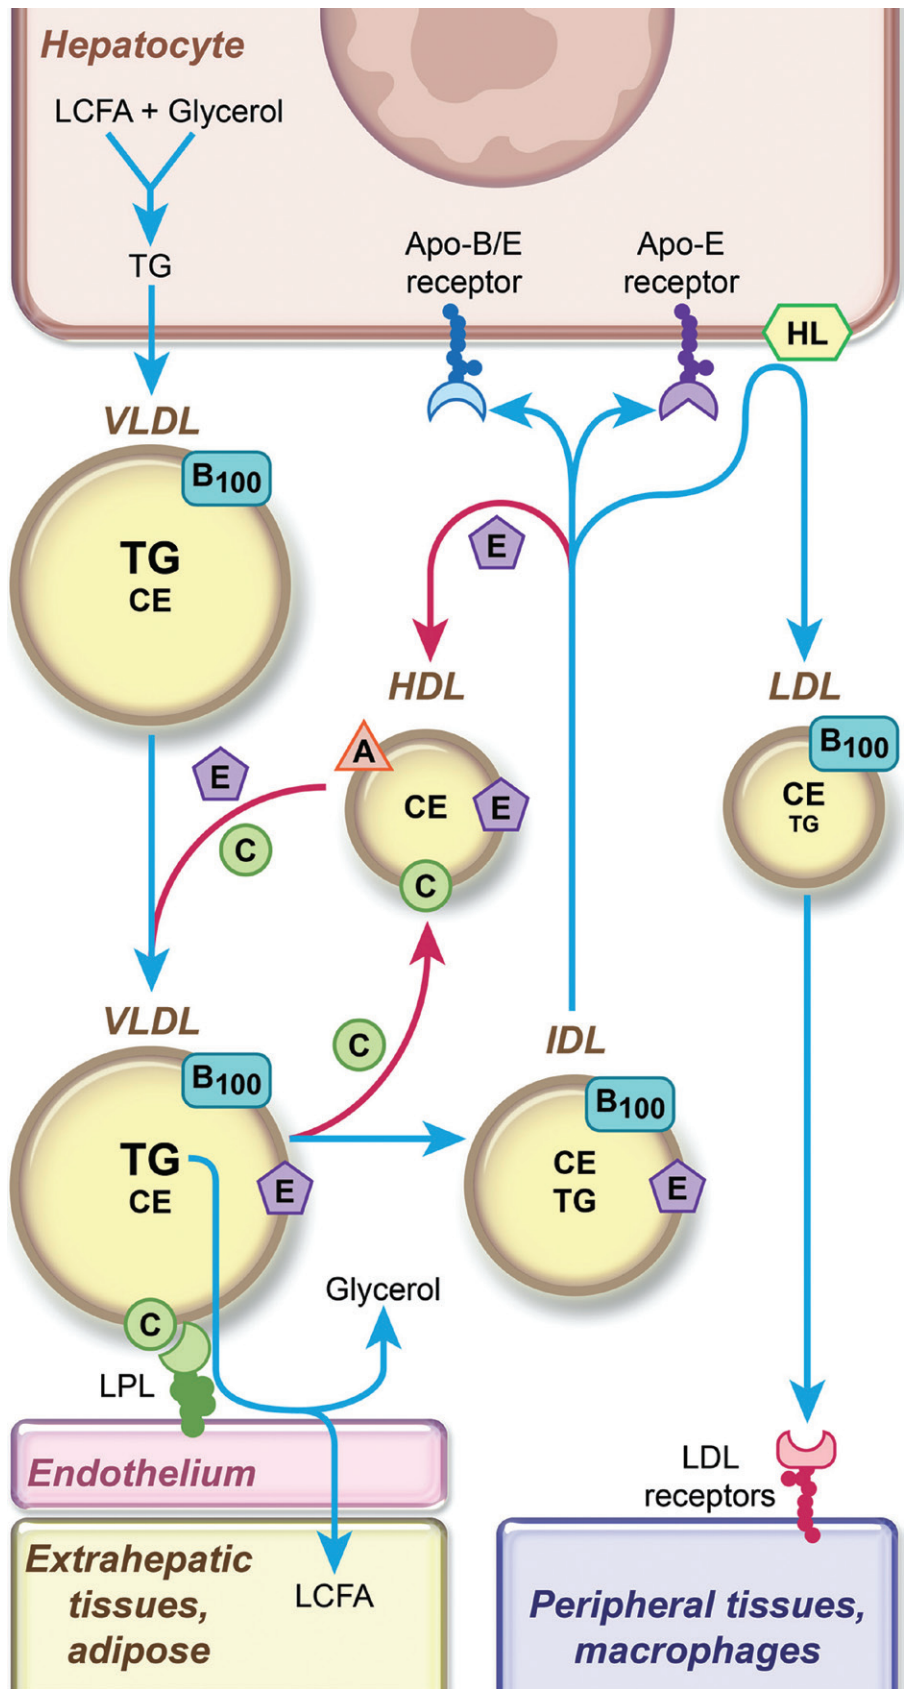 Hepatocyte
LCFA + Glycerol
TG
Apo-B/E
receptor
Apo-E
receptor
HL
VLDL
B100
TG
CE
E
HDL
A
CE
E
C
LDL
B100
CE
TG
E
C
VLDL
B100
TG
CE
E
C
C
IDL
B100
CE
TG
E
Glycerol
LPL
Endothelium
LDL
receptors
Extrahepatic
tissues,
adipose
LCFA
Peripheral tissues,
macrophages